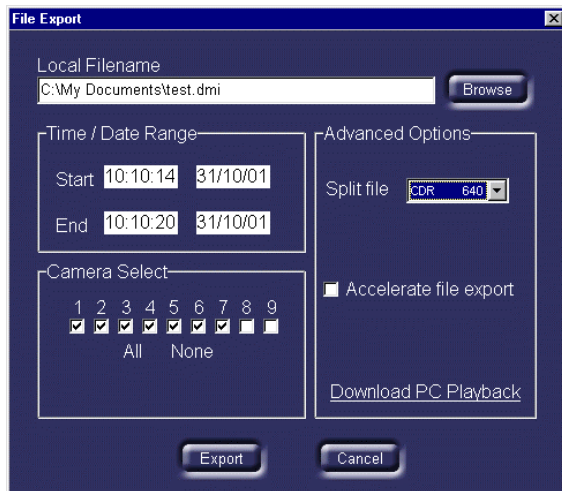 File Export
Local Filename
C:\My Documents\test.dmi
Browse
Time / Date Range
Start 10:10:14 31/10/01
End 10:10:20 31/10/01
Camera Select
1 2 3 4 5 6 7 8 9
All None
Advanced Options
Split file CDR 640
Accelerate file export
Download PC Playback
Export Cancel